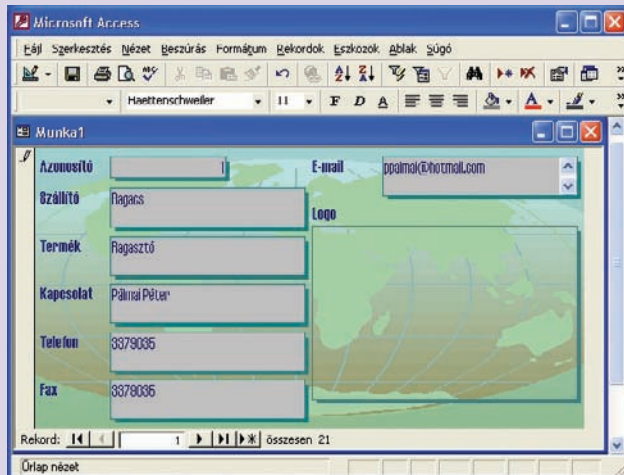 Microsoft Access
Fájl Szerkesztés Nézet Beszúrás Formátum Rekordok Eszközök Ablak Súgó
Haettenschweiler 11 F D A
Munka1
Azonosító 1
Szállító Ragacs
Termék Ragasztó
Kapcsolat Pálmai Péter
Telefon 3379035
Fax 3378036
E-mail ppalmai@hotmail.com
Logo
Rekord: 1 összesen 21
Űrlap nézet